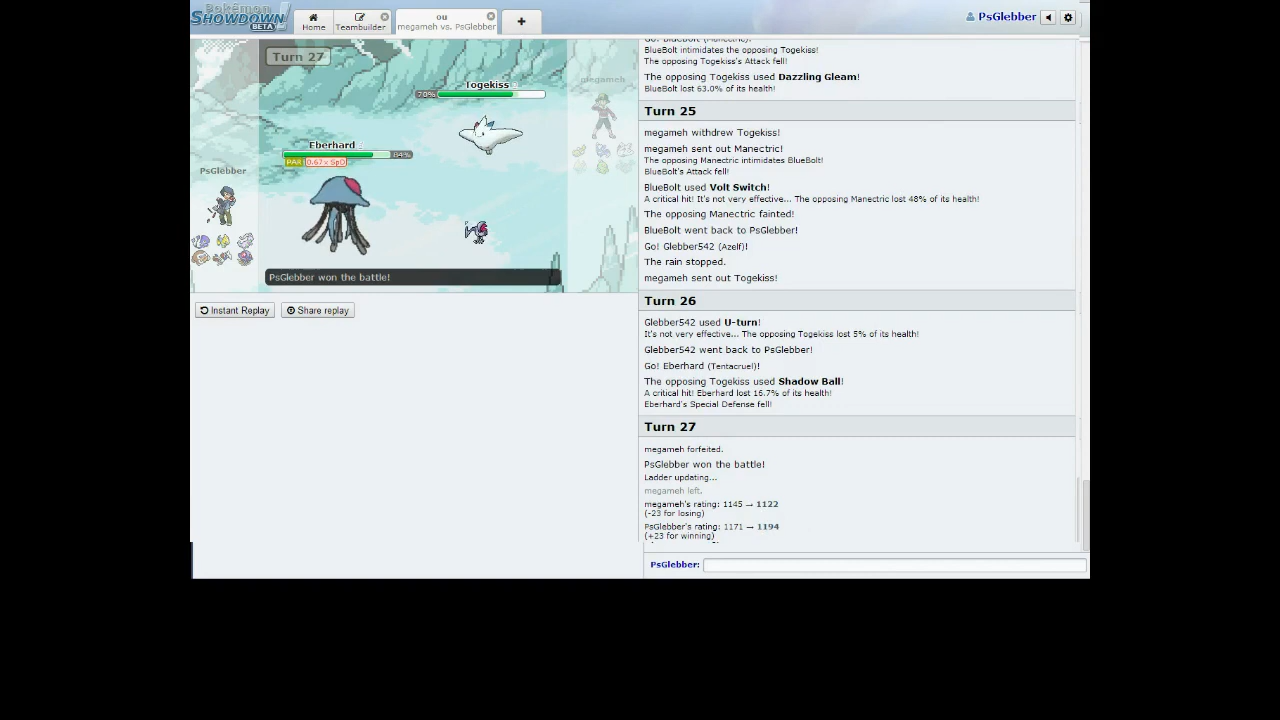 Pokémon
SHOWDOWN
BETA
Home
Teambuilder
ou
megameh vs. PsGlebber
PsGlebber
Turn 27
Togekiss
70%
megameh
Eberhard
84%
PAR 0.67x SpD
PsGlebber
PsGlebber won the battle!
Instant Replay
Share replay
BlueBolt intimidates the opposing Togekiss!
The opposing Togekiss's Attack fell!
The opposing Togekiss used Dazzling Gleam!
BlueBolt lost 63.0% of its health!
Turn 25
megameh withdrew Togekiss!
megameh sent out Manectric!
The opposing Manectric intimidates BlueBolt!
BlueBolt's Attack fell!
BlueBolt used Volt Switch!
A critical hit! It's not very effective... The opposing Manectric lost 48% of its health!
The opposing Manectric fainted!
BlueBolt went back to PsGlebber!
Go! Glebber542 (Azelf)!
The rain stopped.
megameh sent out Togekiss!
Turn 26
Glebber542 used U-turn!
It's not very effective... The opposing Togekiss lost 5% of its health!
Glebber542 went back to PsGlebber!
Go! Eberhard (Tentacruel)!
The opposing Togekiss used Shadow Ball!
A critical hit! Eberhard lost 16.7% of its health!
Eberhard's Special Defense fell!
Turn 27
megameh forfeited.
PsGlebber won the battle!
Ladder updating...
megameh left.
megameh's rating: 1145 → 1122
(-23 for losing)
PsGlebber's rating: 1171 → 1194
(+23 for winning)
PsGlebber: